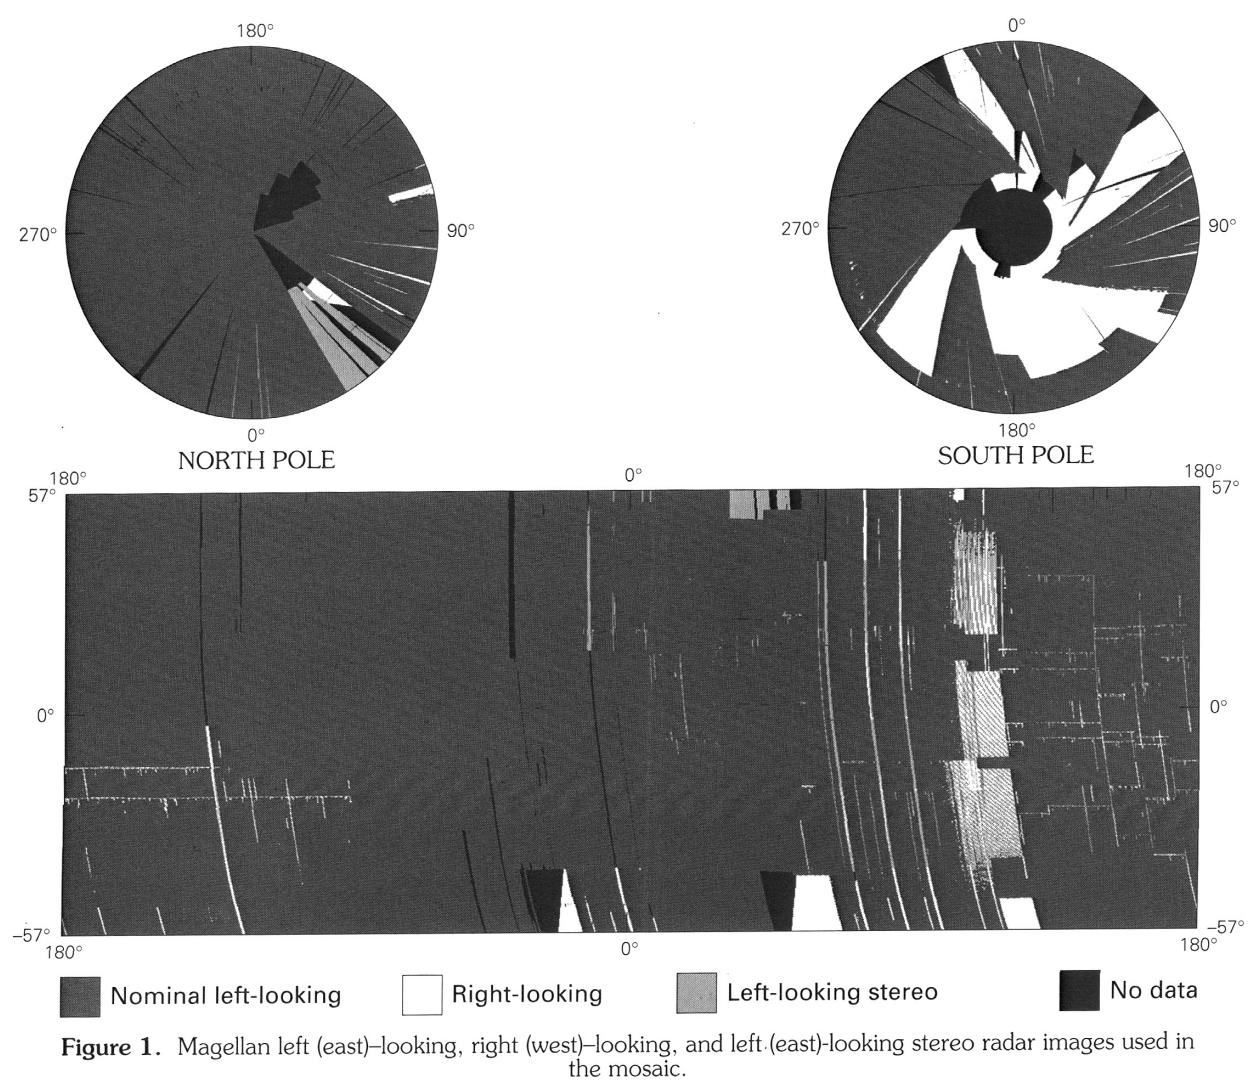 180°
0°
270°
90°
270°
90°
0°
180°
NORTH POLE
SOUTH POLE
180°
0°
180°
57°
57°
0°
0°
–57°
–57°
180°
0°
180°
Nominal left-looking
Right-looking
Left-looking stereo
No data
Figure 1. Magellan left (east)–looking, right (west)–looking, and left (east)-looking stereo radar images used in
the mosaic.